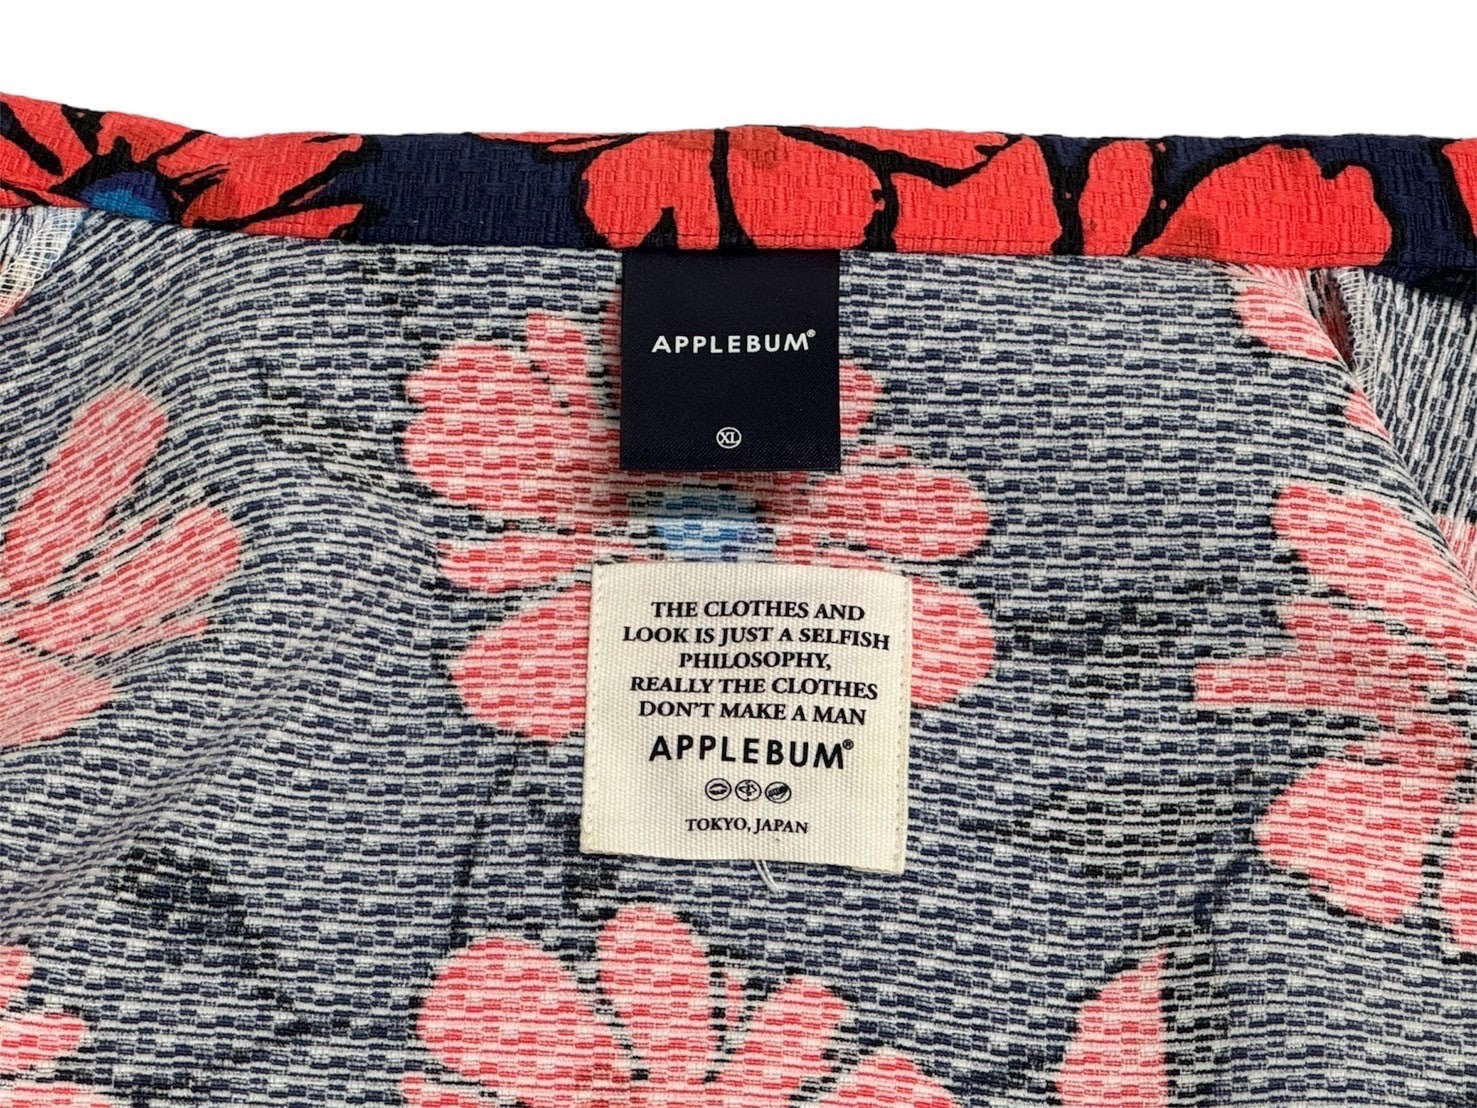 APPLEBUM®
XL
THE CLOTHES AND
LOOK IS JUST A SELFISH
PHILOSOPHY,
REALLY THE CLOTHES
DON'T MAKE A MAN
APPLEBUM®
TOKYO, JAPAN